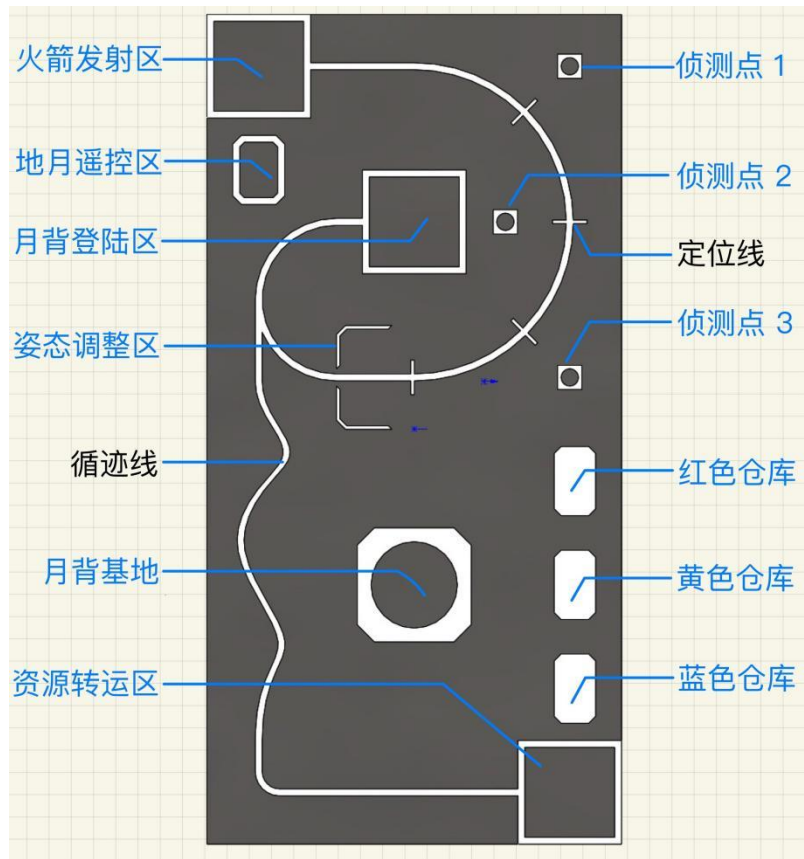 火箭发射区
侦测点 1
地月遥控区
侦测点 2
月背登陆区
定位线
姿态调整区
侦测点 3
循迹线
红色仓库
月背基地
黄色仓库
资源转运区
蓝色仓库